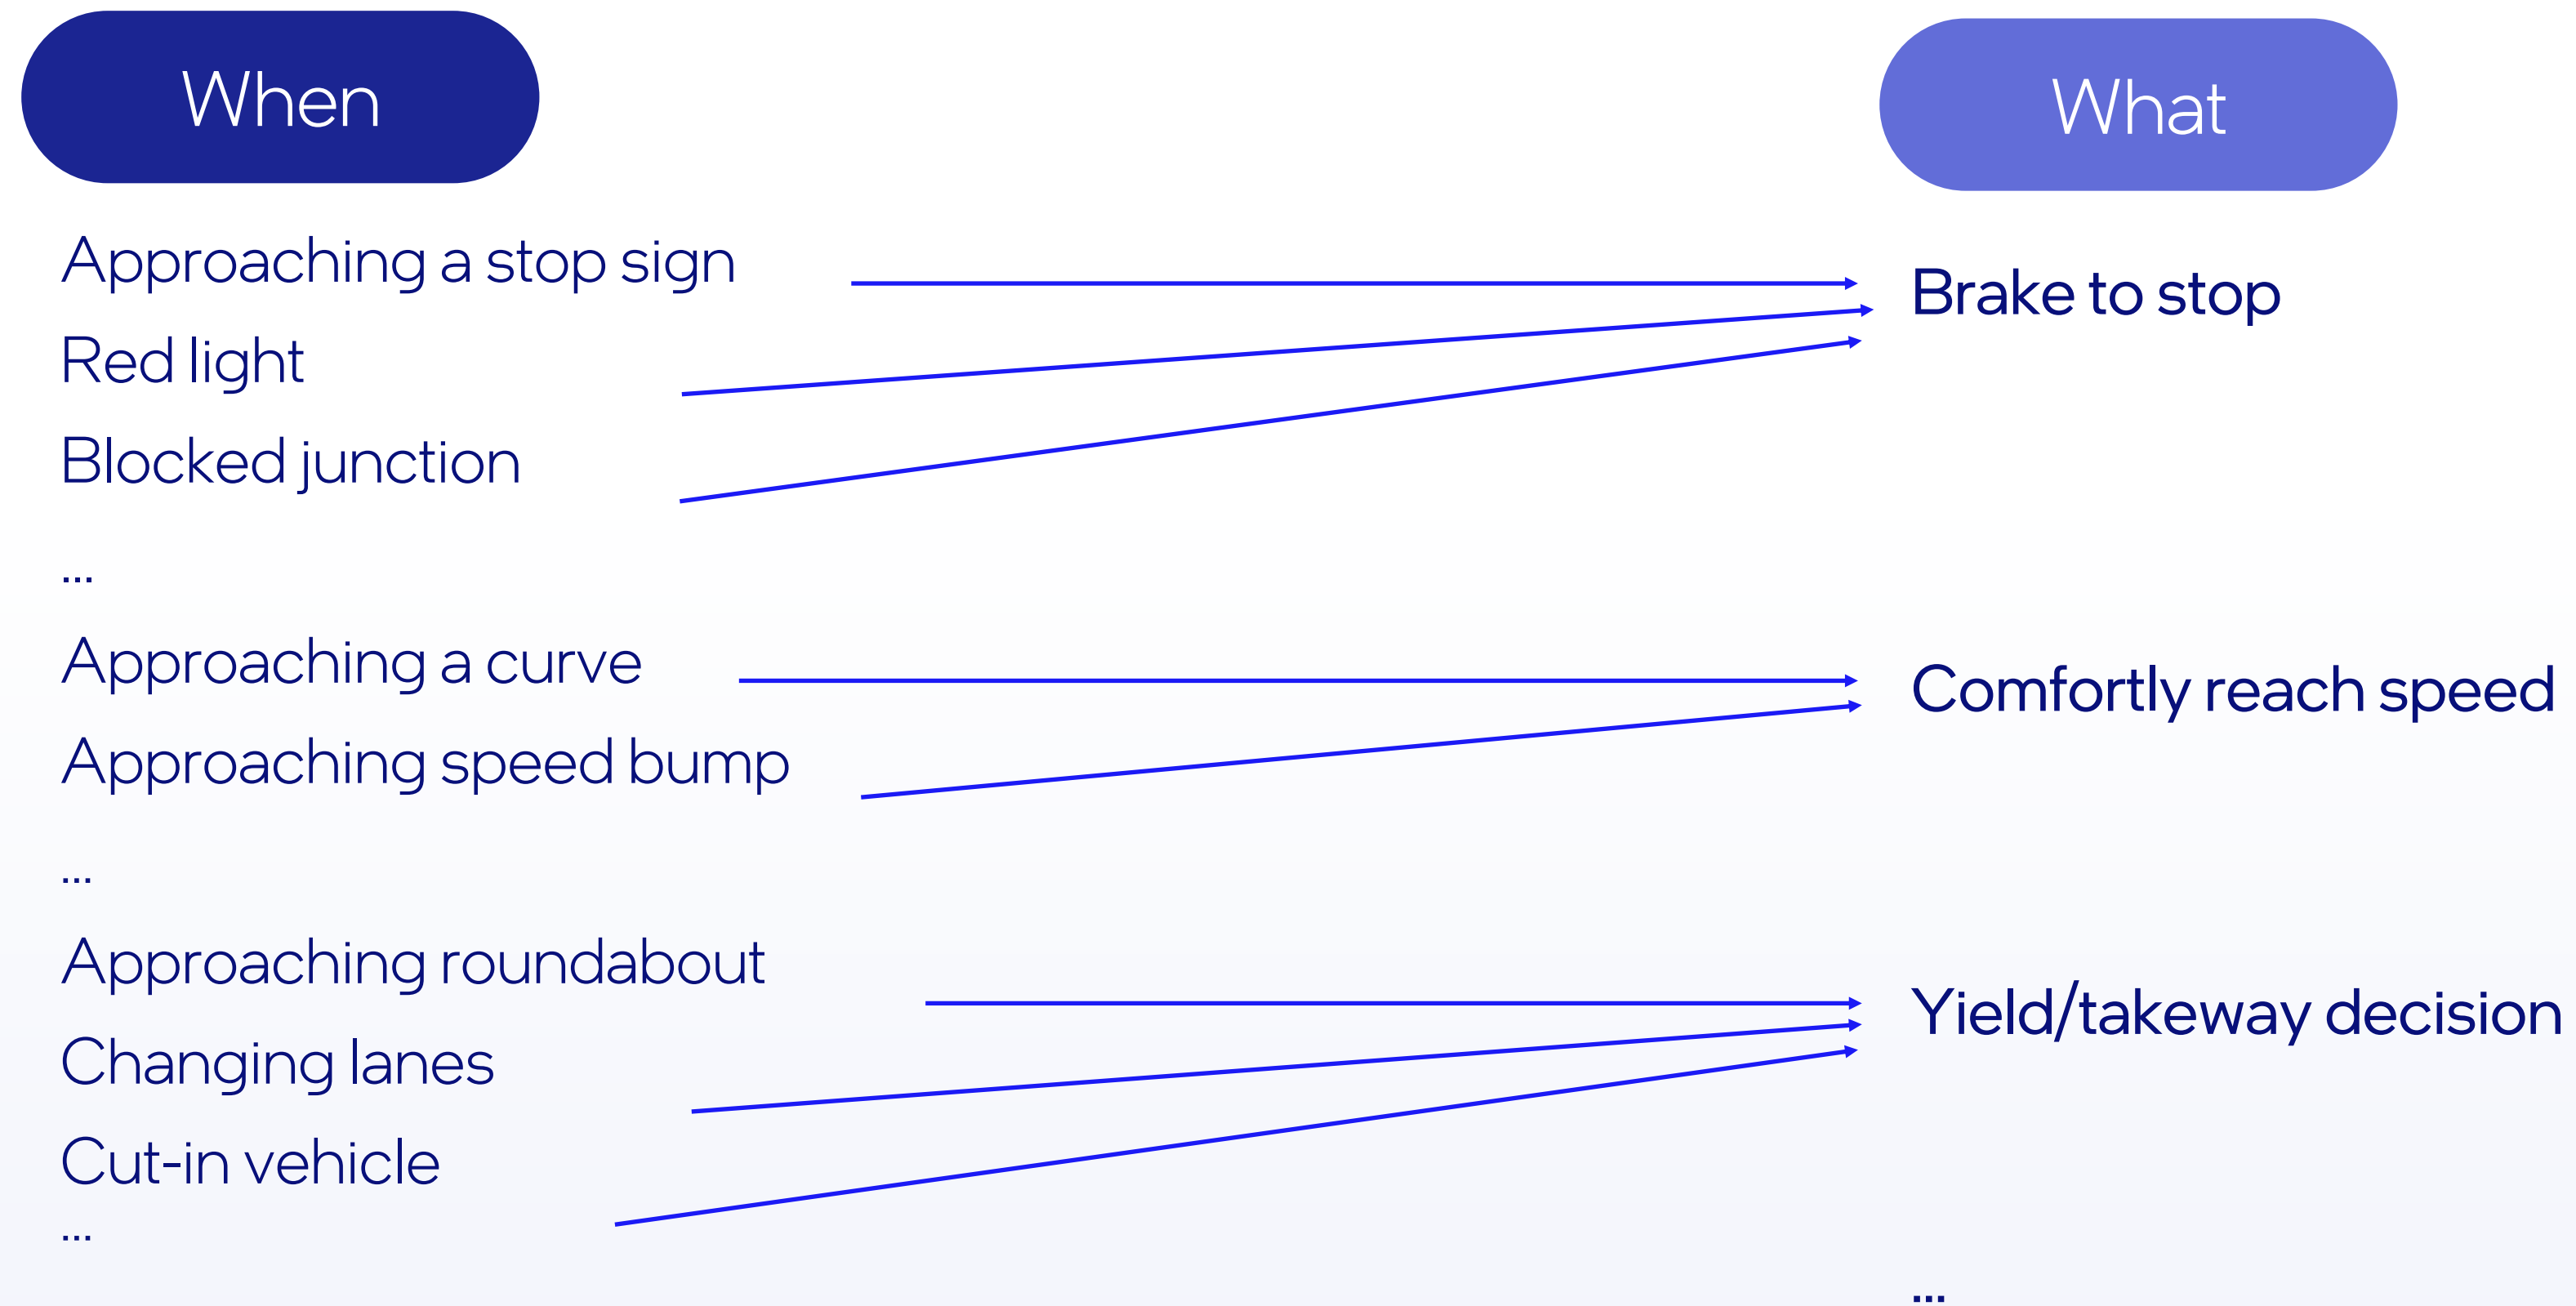 When
What
Approaching a stop sign
Brake to stop
Red light
Blocked junction
...
Approaching a curve
Comfortly reach speed
Approaching speed bump
...
Approaching roundabout
Yield/takeway decision
Changing lanes
Cut-in vehicle
...
...